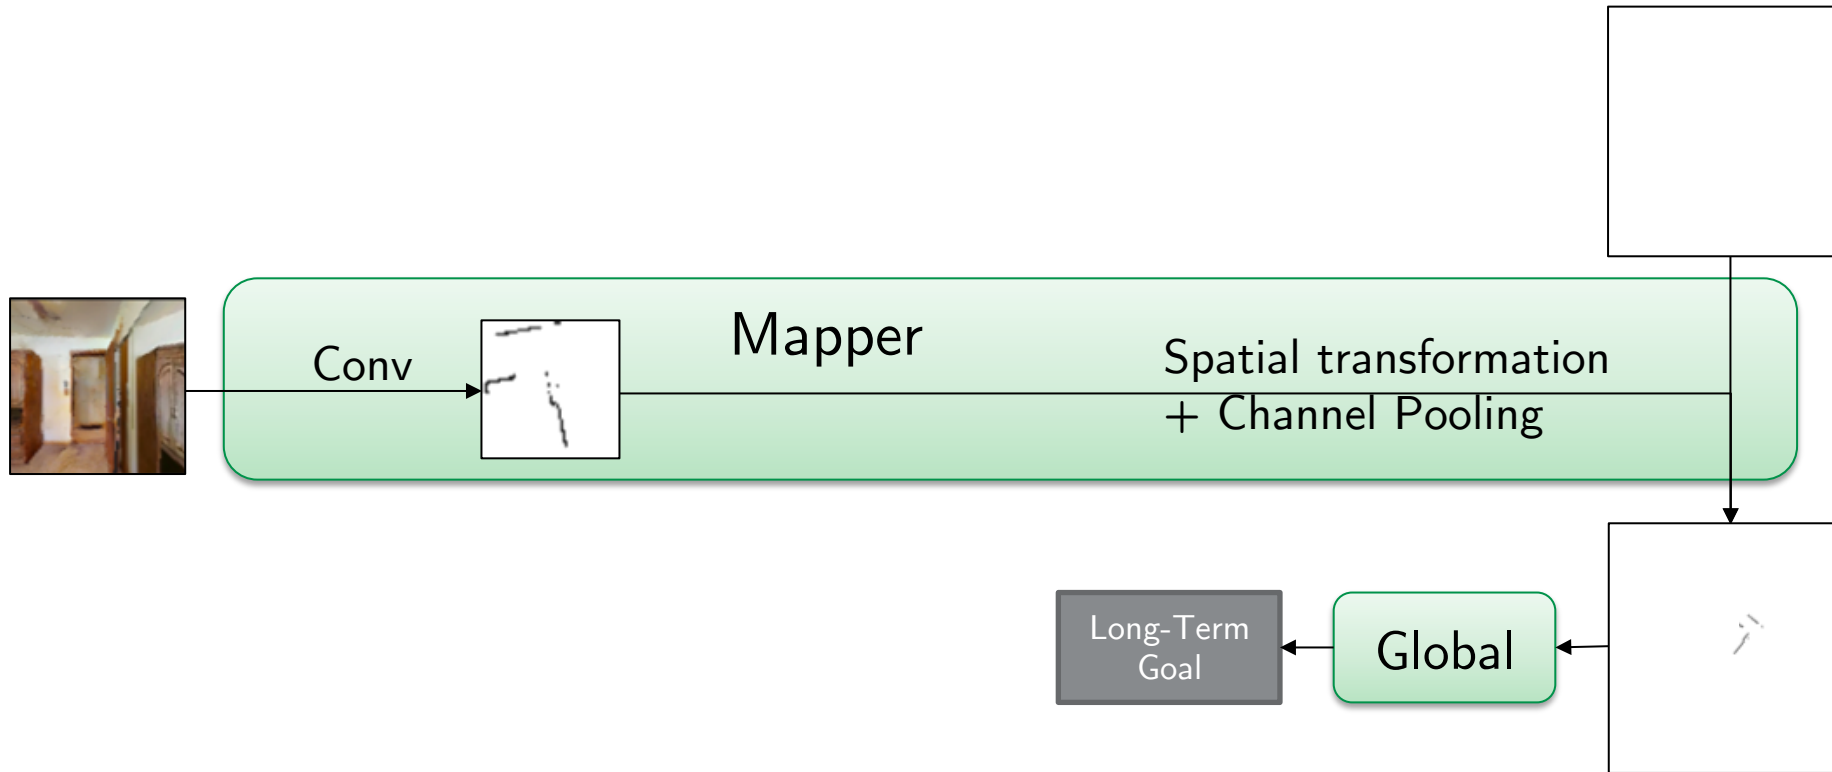 Mapper
Conv
Spatial transformation
+ Channel Pooling
Long-Term
Goal
Global